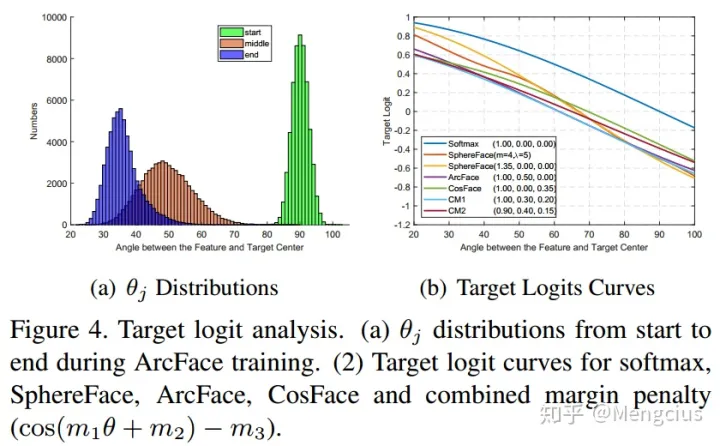 10000
8000
6000
4000
2000
0
Numbers
start
middle
end
20 30 40 50 60 70 80 90 100
Angle between the Feature and Target Center
1
0.8
0.6
0.4
0.2
0
-0.2
-0.4
-0.6
-0.8
-1
-1.2
Target Logit
Softmax (1.00, 0.00, 0.00)
SphereFace(m=4,λ=5)
SphereFace(1.35, 0.00, 0.00)
ArcFace (1.00, 0.50, 0.00)
CosFace (1.00, 0.00, 0.35)
CM1 (1.00, 0.30, 0.20)
CM2 (0.90, 0.40, 0.15)
20 30 40 50 60 70 80 90 100
Angle between the Feature and Target Center
(a) θj Distributions
(b) Target Logits Curves
Figure 4. Target logit analysis. (a) θj distributions from start to
end during ArcFace training. (2) Target logit curves for softmax,
SphereFace, ArcFace, CosFace and combined margin penalty
(cos(m1θ + m2) − m3).
知乎 @Mengcius